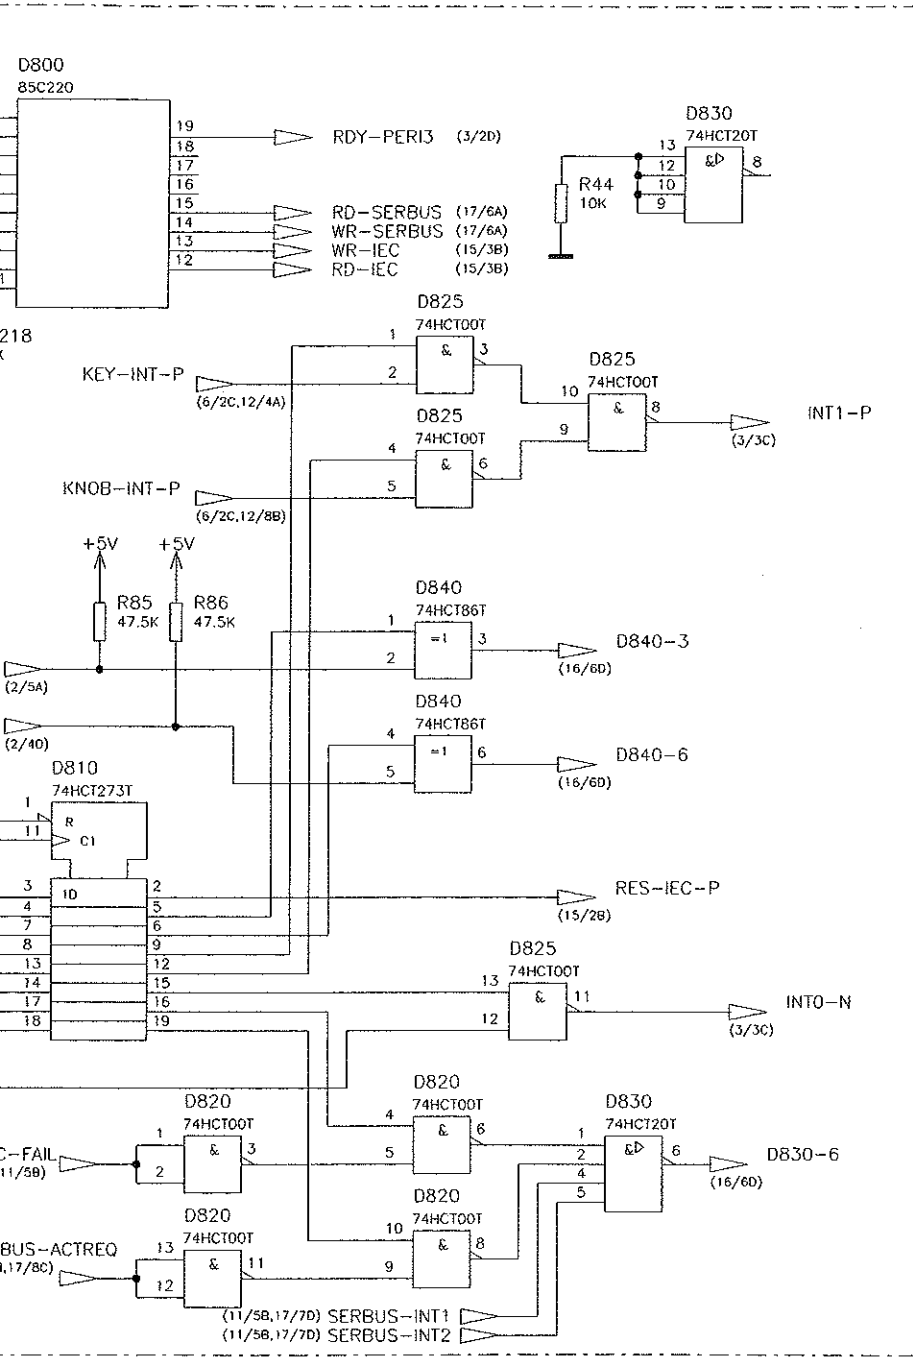 D800
85C220
19
RDY-PERI3 (3/2D)
18
17
16
15
RD-SERBUS (17/6A)
14
WR-SERBUS (17/6A)
13
WR-IEC (15/3B)
12
RD-IEC (15/3B)
1
218
D830
74HCT20T
13
12
10
9
&
8
R44
10K
D825
74HCT00T
1
&
3
2
KEY-INT-P
(6/2C,12/4A)
D825
74HCT00T
10
&
8
9
INT1-P
(3/3C)
D825
74HCT00T
4
&
6
5
KNOB-INT-P
(6/2C,12/8B)
+5V
+5V
R85
47.5K
R86
47.5K
D840
74HCT86T
1
=1
3
2
D840-3
(16/6D)
(2/5A)
D840
74HCT86T
4
=1
6
5
D840-6
(16/6D)
(2/4D)
D810
74HCT273T
1
R
11
C1
3
1D
2
4
5
7
6
8
9
13
12
14
15
17
16
18
19
RES-IEC-P
(15/2B)
D825
74HCT00T
13
&
11
12
INT0-N
(3/3C)
D820
74HCT00T
1
&
3
2
C-FAIL
11/5B)
D820
74HCT00T
4
&
6
5
D830
74HCT20T
1
&
6
2
4
5
D830-6
(16/6D)
D820
74HCT00T
13
&
11
12
BUS-ACTREQ
,17/8C)
D820
74HCT00T
10
&
8
9
(11/5B,17/7D) SERBUS-INT1
(11/5B,17/7D) SERBUS-INT2